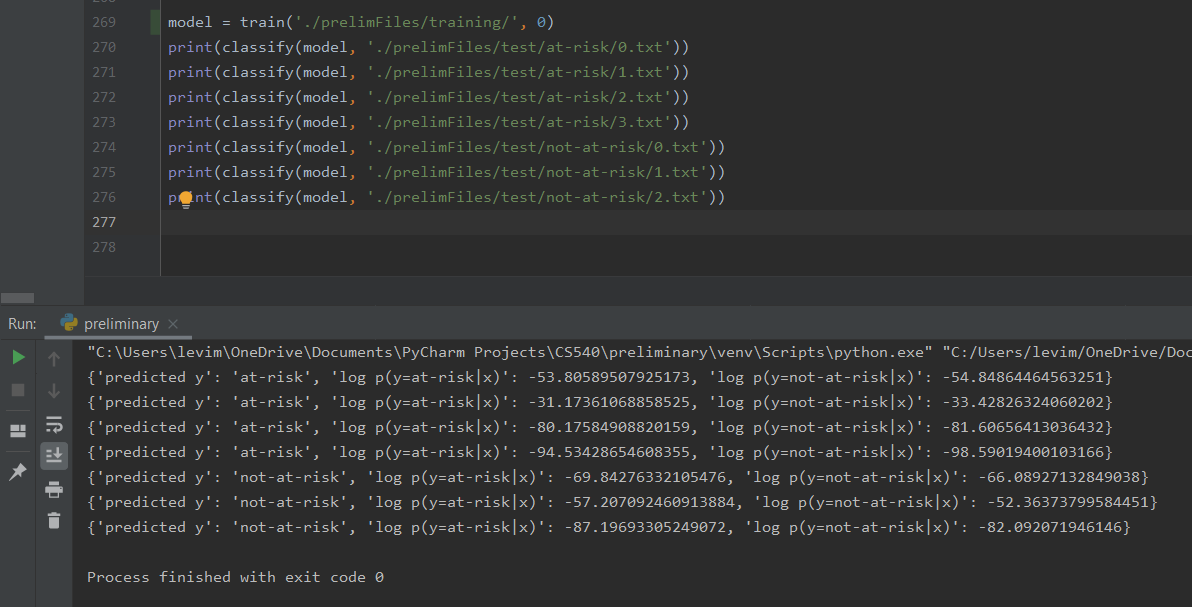 269 model = train('./prelimFiles/training/', 0)
270 print(classify(model, './prelimFiles/test/at-risk/0.txt'))
271 print(classify(model, './prelimFiles/test/at-risk/1.txt'))
272 print(classify(model, './prelimFiles/test/at-risk/2.txt'))
273 print(classify(model, './prelimFiles/test/at-risk/3.txt'))
274 print(classify(model, './prelimFiles/test/not-at-risk/0.txt'))
275 print(classify(model, './prelimFiles/test/not-at-risk/1.txt'))
276 print(classify(model, './prelimFiles/test/not-at-risk/2.txt'))
277
278
Run: preliminary
"C:\Users\levim\OneDrive\Documents\PyCharm Projects\CS540\preliminary\venv\Scripts\python.exe" "C:/Users/levim/OneDrive/Doc
{'predicted y': 'at-risk', 'log p(y=at-risk|x)': -53.80589507925173, 'log p(y=not-at-risk|x)': -54.84864464563251}
{'predicted y': 'at-risk', 'log p(y=at-risk|x)': -31.17361068858525, 'log p(y=not-at-risk|x)': -33.42826324060202}
{'predicted y': 'at-risk', 'log p(y=at-risk|x)': -80.17584908820159, 'log p(y=not-at-risk|x)': -81.60656413036432}
{'predicted y': 'at-risk', 'log p(y=at-risk|x)': -94.53428654608355, 'log p(y=not-at-risk|x)': -98.59019400103166}
{'predicted y': 'not-at-risk', 'log p(y=at-risk|x)': -69.84276332105476, 'log p(y=not-at-risk|x)': -66.08927132849038}
{'predicted y': 'not-at-risk', 'log p(y=at-risk|x)': -57.207092460913884, 'log p(y=not-at-risk|x)': -52.36373799584451}
{'predicted y': 'not-at-risk', 'log p(y=at-risk|x)': -87.19693305249072, 'log p(y=not-at-risk|x)': -82.092071946146}
Process finished with exit code 0